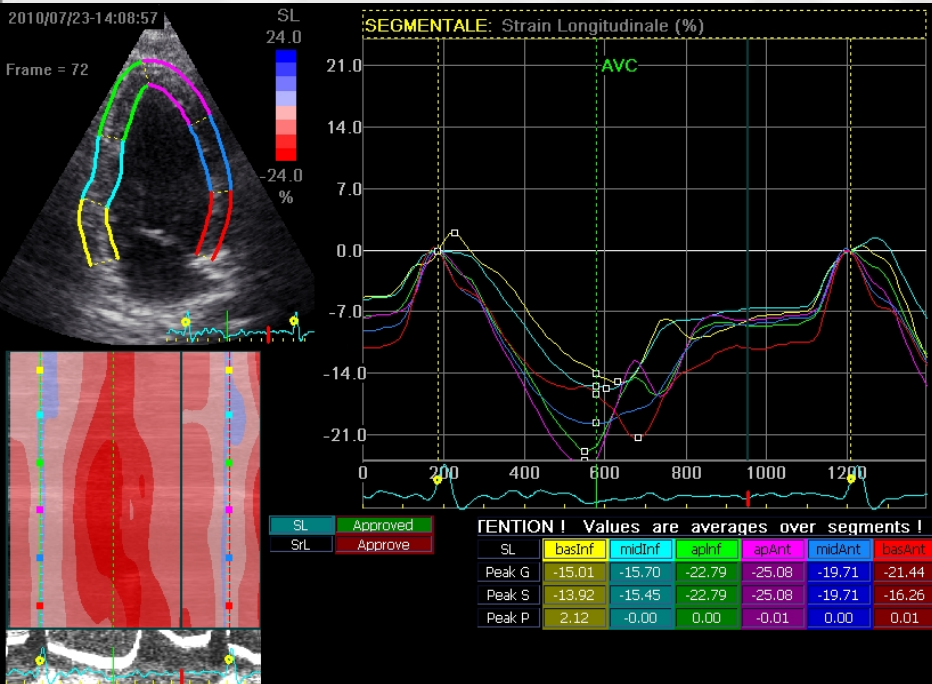 2010/07/23-14:08:57
SL
24.0
Frame = 72
-24.0
%
SEGMENTALE: Strain Longitudinale (%)
AVC
21.0
14.0
7.0
0.0
-7.0
-14.0
-21.0
0 200 400 600 800 1000 1200
SL Approved
SrL Approve
TENTION ! Values are averages over segments !
SL basInf midInf apInf apAnt midAnt basAnt
Peak G -15.01 -15.70 -22.79 -25.08 -19.71 -21.44
Peak S -13.92 -15.45 -22.79 -25.08 -19.71 -16.26
Peak P 2.12 -0.00 0.00 -0.01 0.00 0.01